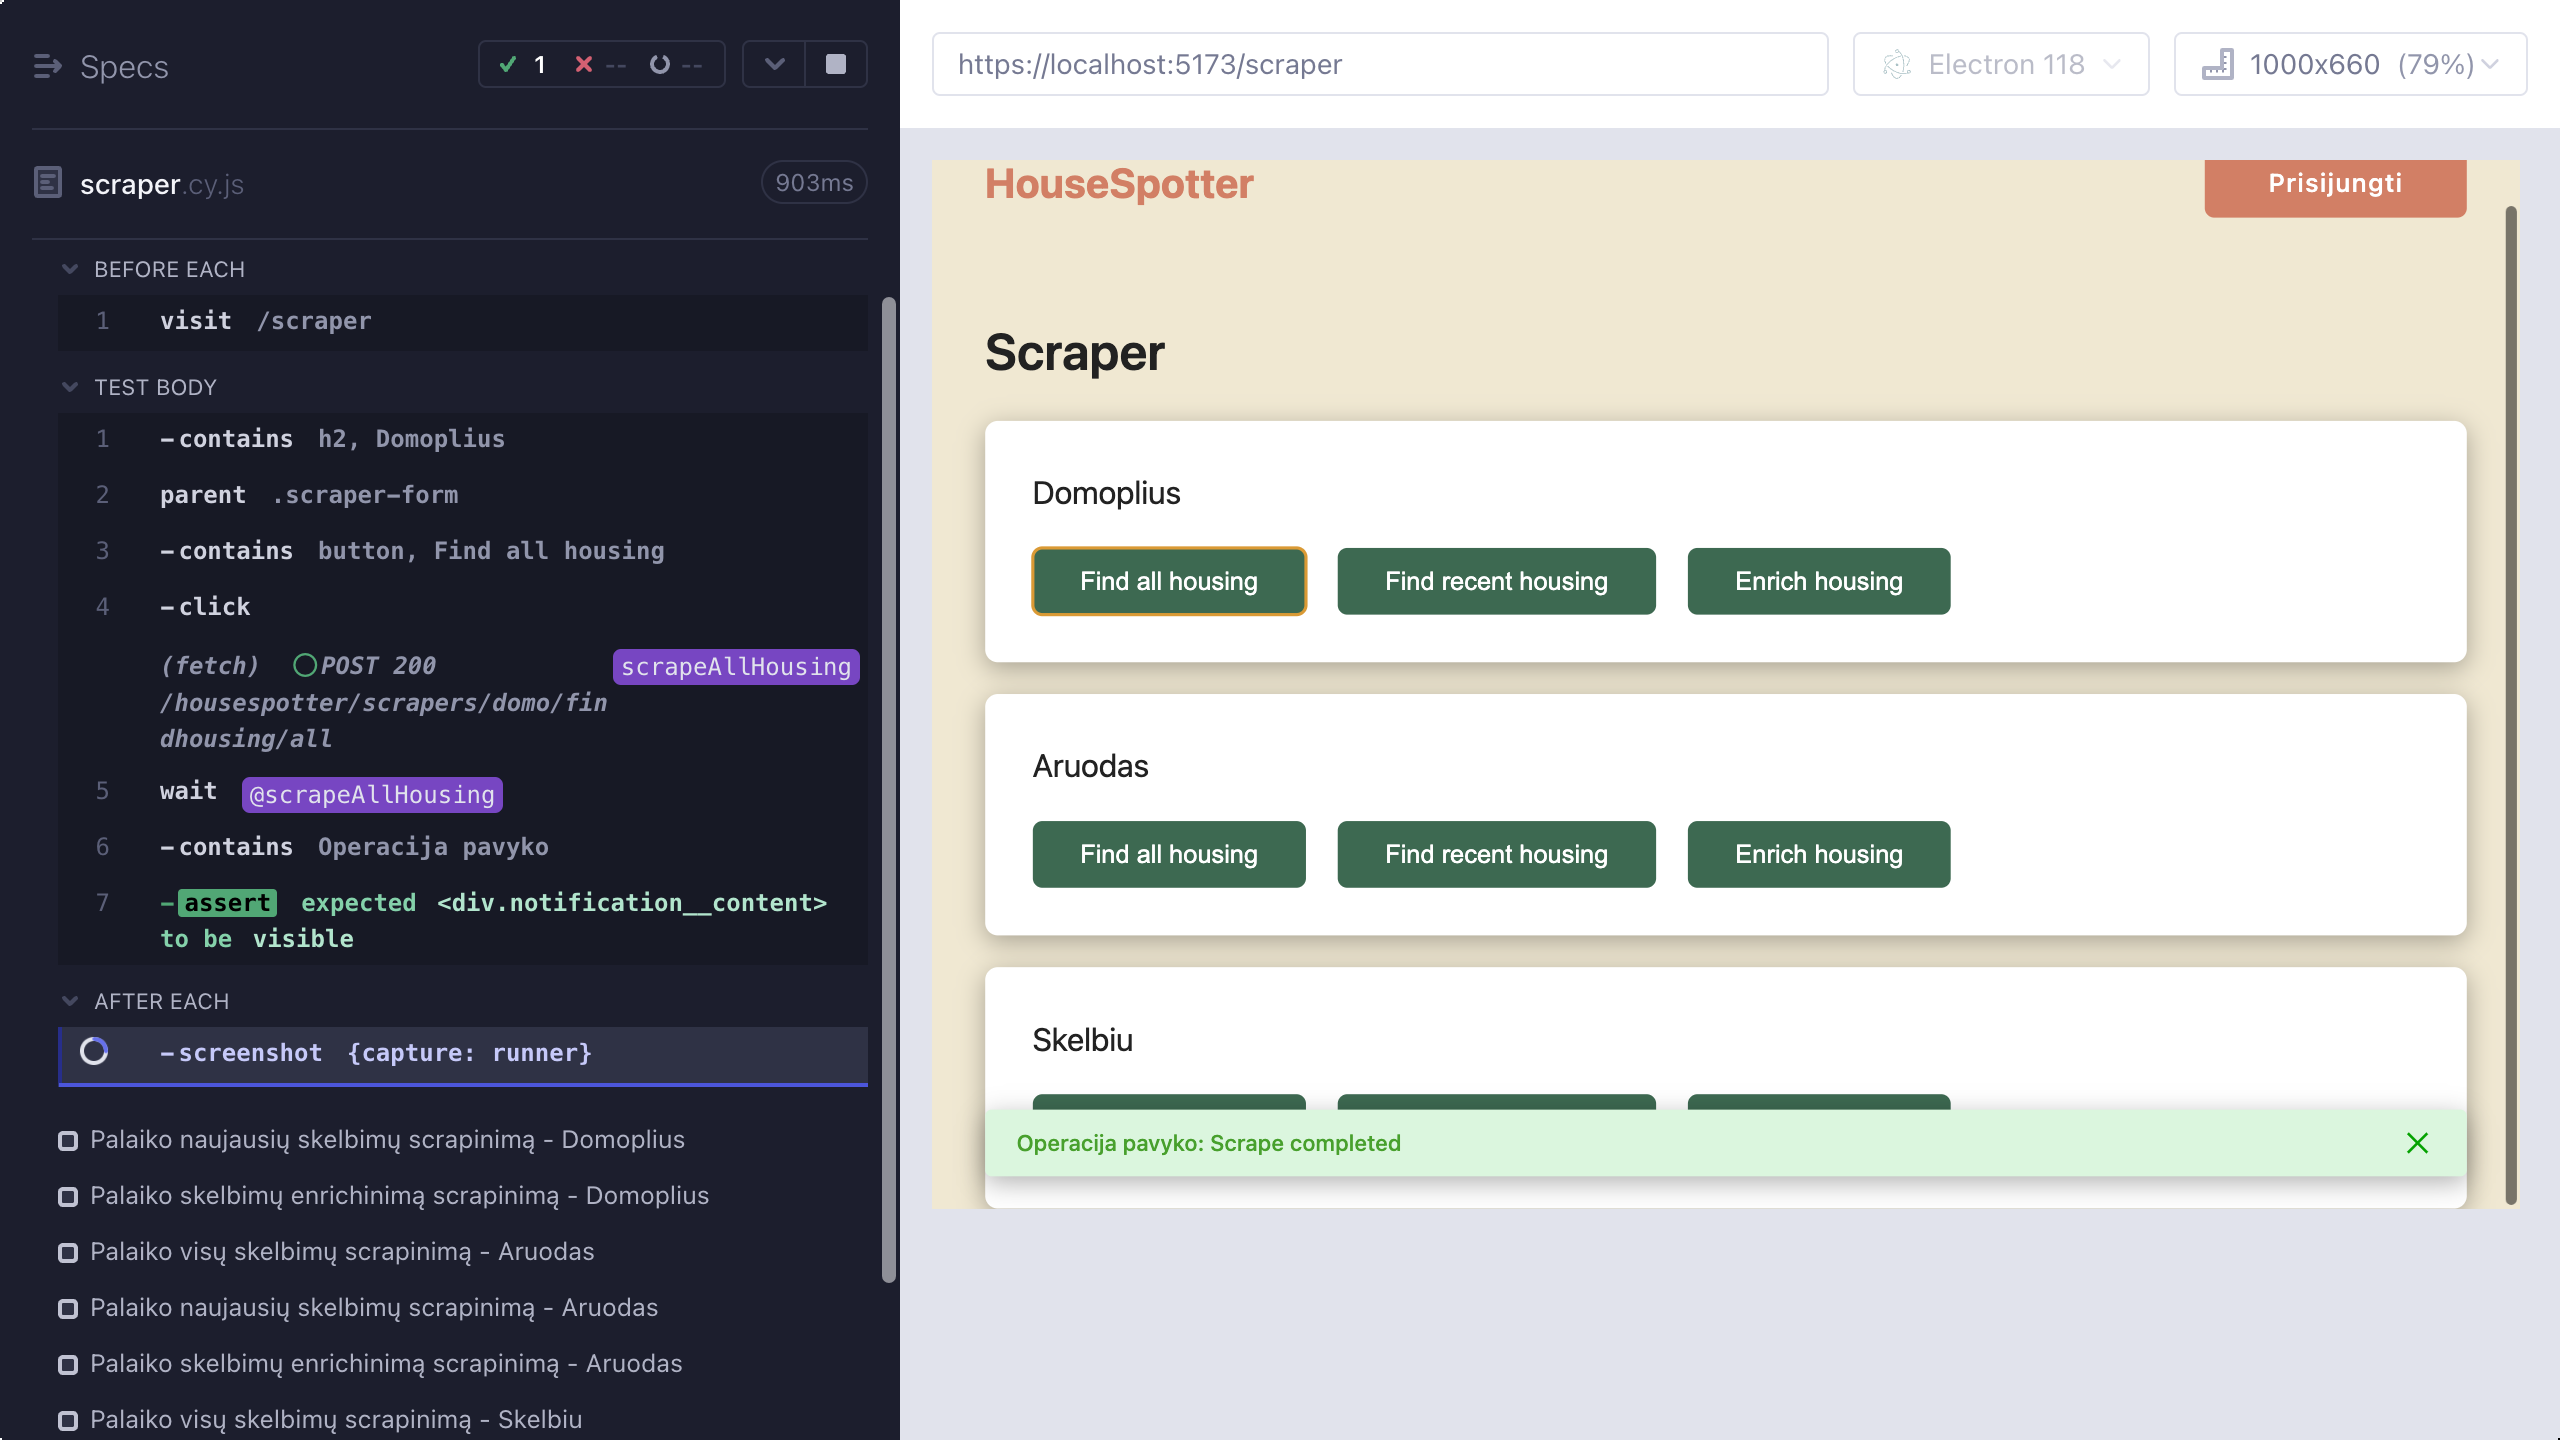 Specs
1 -- --
scraper.cy.js 903ms
BEFORE EACH
1 visit /scraper
TEST BODY
1 -contains h2, Domoplius
2 parent .scraper-form
3 -contains button, Find all housing
4 -click
(fetch) POST 200 scrapeAllHousing
/housespotter/scrapers/domo/fin
dhousing/all
5 wait @scrapeAllHousing
6 -contains Operacija pavyko
7 -assert expected <div.notification__content>
to be visible
AFTER EACH
-screenshot {capture: runner}
Palaiko naujausių skelbimų scrapinimą - Domoplius
Palaiko skelbimų enrichinimą scrapinimą - Domoplius
Palaiko visų skelbimų scrapinimą - Aruodas
Palaiko naujausių skelbimų scrapinimą - Aruodas
Palaiko skelbimų enrichinimą scrapinimą - Aruodas
Palaiko visų skelbimų scrapinimą - Skelbiu
https://localhost:5173/scraper
Electron 118
1000x660 (79%)
HouseSpotter
Prisijungti
Scraper
Domoplius
Find all housing Find recent housing Enrich housing
Aruodas
Find all housing Find recent housing Enrich housing
Skelbiu
Operacija pavyko: Scrape completed